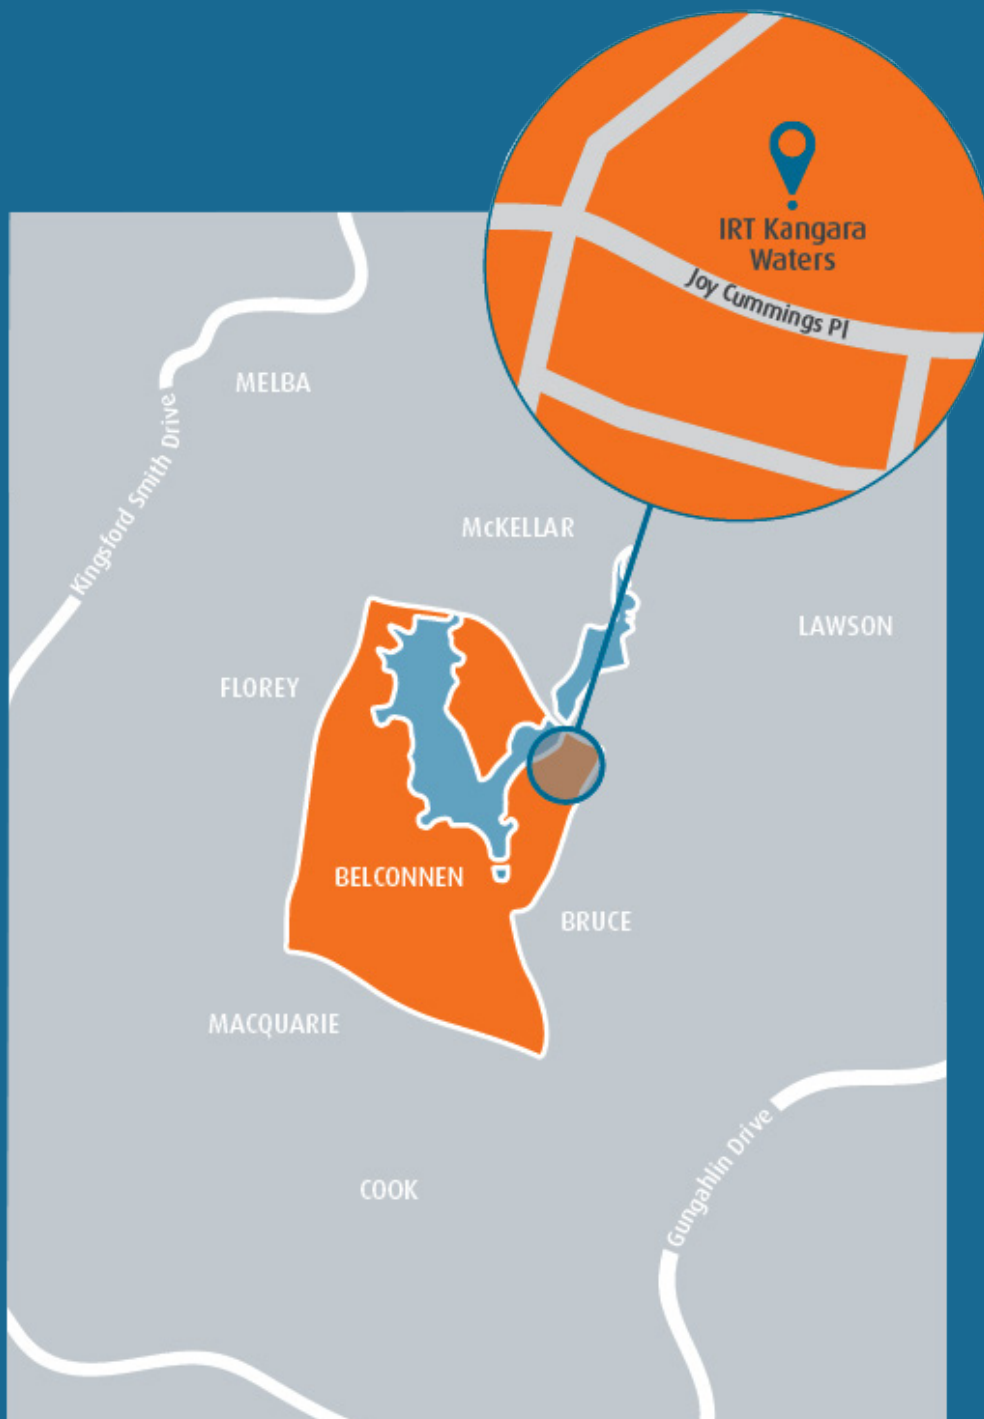 IRT Kangara
Waters
Joy Cummings Pl
MELBA
Kingsford Smith Drive
McKELLAR
LAWSON
FLOREY
BELCONNEN
BRUCE
MACQUARIE
Gungahlin Drive
COOK